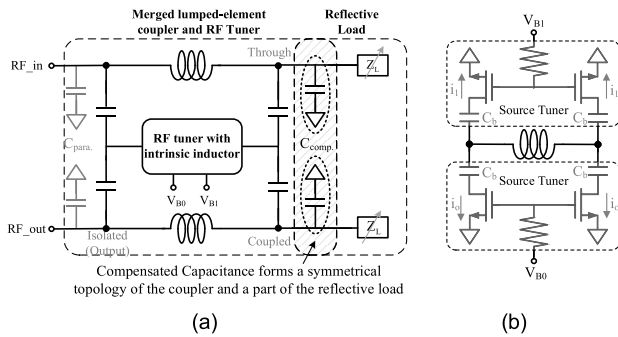 Merged lumped-element
coupler and RF Tuner
Reflective
Load
RF_in
Through
Z_L
C_para.
RF tuner with
intrinsic inductor
C_comp.
V_B0 V_B1
RF_out
Isolated
(Output)
Coupled
Z_L
Compensated Capacitance forms a symmetrical
topology of the coupler and a part of the reflective load
(a)
V_B1
i_1 i_1
Source Tuner
C_b C_b
C_b C_b
Source Tuner
i_o i_o
V_B0
(b)